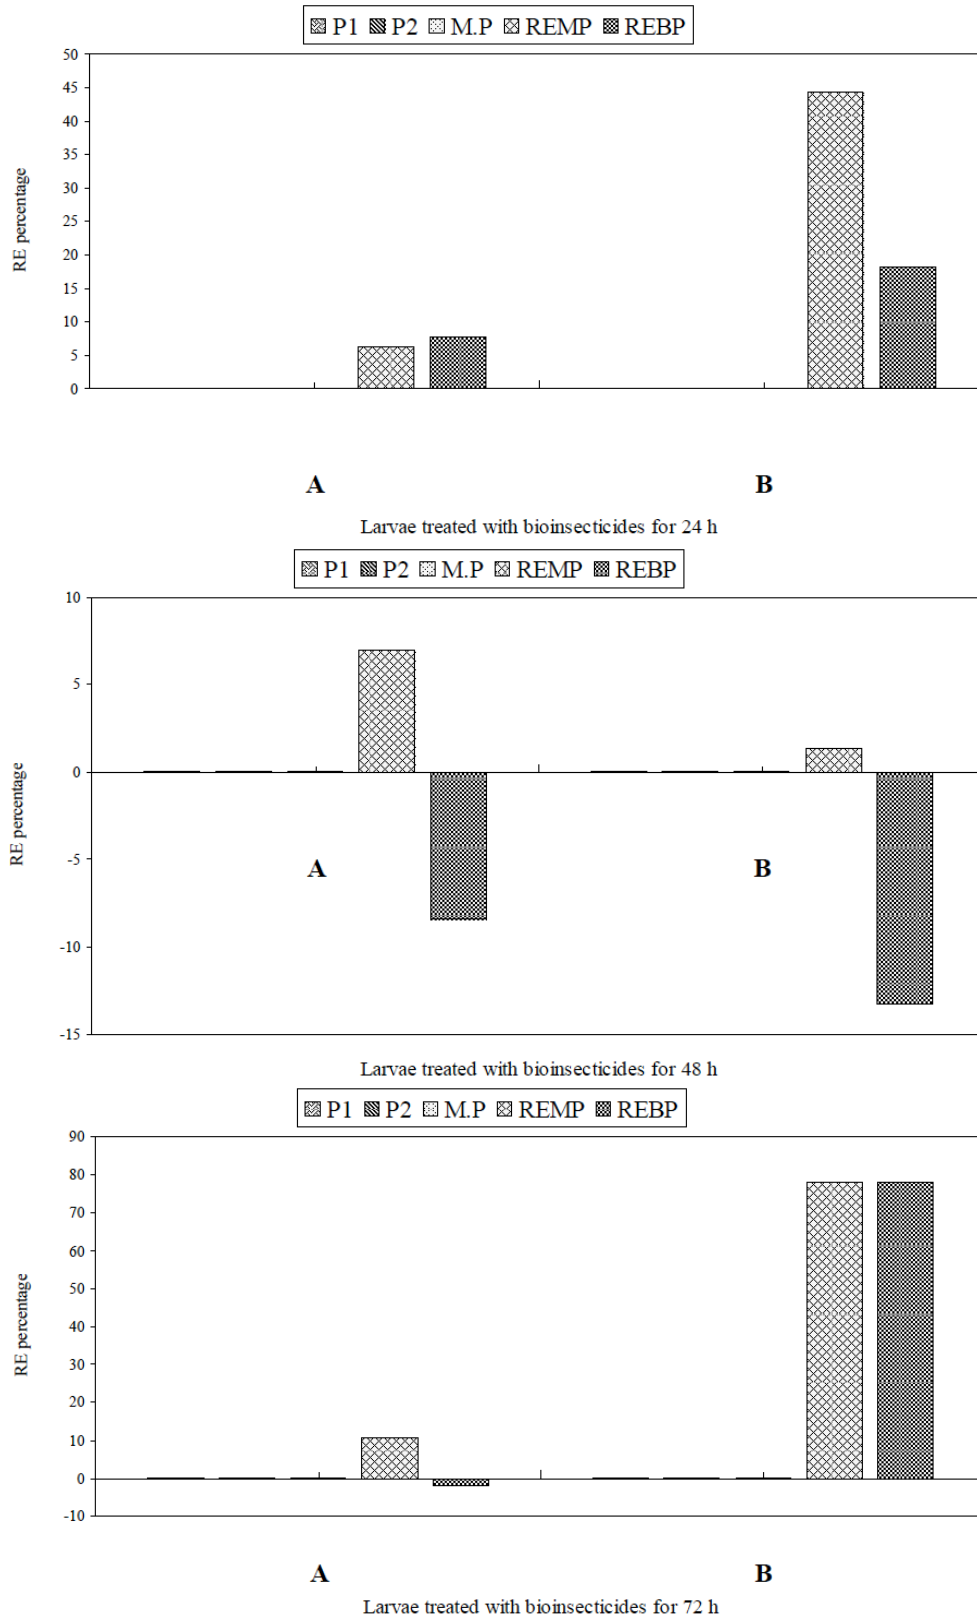 P1 P2 M.P REMP REBP
50
45
40
35
30
25
20
15
10
5
0
RE percentage
A B
Larvae treated with bioinsecticides for 24 h
P1 P2 M.P REMP REBP
10
5
0
-5
-10
-15
RE percentage
A B
Larvae treated with bioinsecticides for 48 h
P1 P2 M.P REMP REBP
90
80
70
60
50
40
30
20
10
0
-10
RE percentage
A B
Larvae treated with bioinsecticides for 72 h